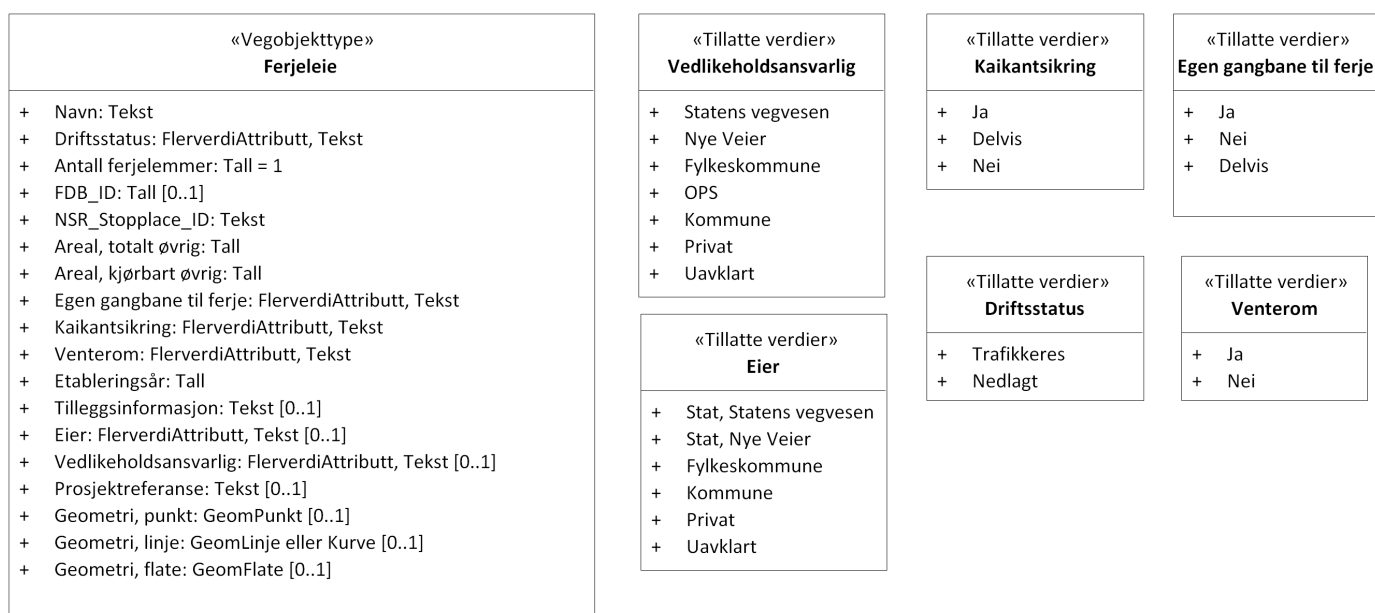 «Vegobjekttype»
Ferjeleie
+ Navn: Tekst
+ Driftsstatus: FlerverdiAttributt, Tekst
+ Antall ferjelemmer: Tall = 1
+ FDB_ID: Tall [0..1]
+ NSR_Stopplace_ID: Tekst
+ Areal, totalt øvrig: Tall
+ Areal, kjørbart øvrig: Tall
+ Egen gangbane til ferje: FlerverdiAttributt, Tekst
+ Kaikantsikring: FlerverdiAttributt, Tekst
+ Venterom: FlerverdiAttributt, Tekst
+ Etableringsår: Tall
+ Tilleggsinformasjon: Tekst [0..1]
+ Eier: FlerverdiAttributt, Tekst [0..1]
+ Vedlikeholdsansvarlig: FlerverdiAttributt, Tekst [0..1]
+ Prosjektreferanse: Tekst [0..1]
+ Geometri, punkt: GeomPunkt [0..1]
+ Geometri, linje: GeomLinje eller Kurve [0..1]
+ Geometri, flate: GeomFlate [0..1]
«Tillatte verdier»
Vedlikeholdsansvarlig
+ Statens vegvesen
+ Nye Veier
+ Fylkeskommune
+ OPS
+ Kommune
+ Privat
+ Uavklart
«Tillatte verdier»
Eier
+ Stat, Statens vegvesen
+ Stat, Nye Veier
+ Fylkeskommune
+ Kommune
+ Privat
+ Uavklart
«Tillatte verdier»
Kaikantsikring
+ Ja
+ Delvis
+ Nei
«Tillatte verdier»
Egen gangbane til ferje
+ Ja
+ Nei
+ Delvis
«Tillatte verdier»
Driftsstatus
+ Trafikkeres
+ Nedlagt
«Tillatte verdier»
Venterom
+ Ja
+ Nei